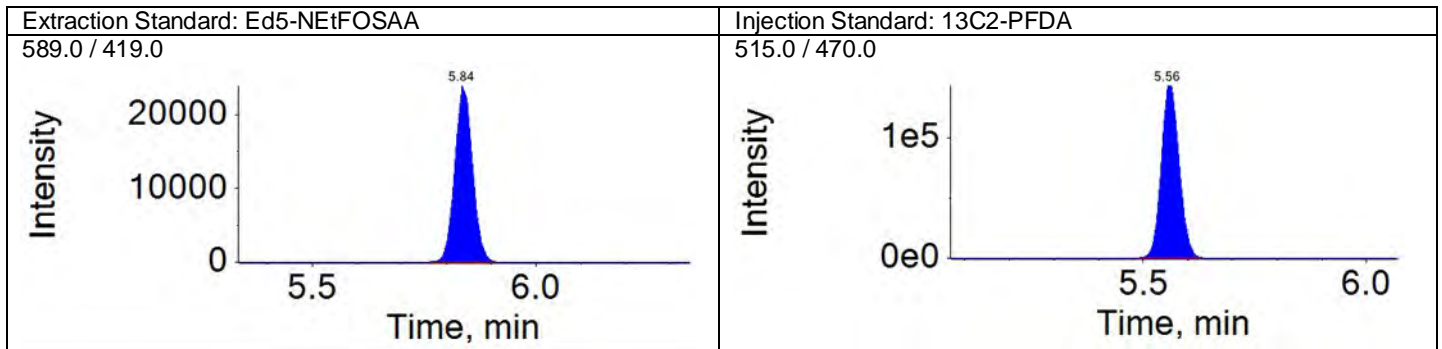 Extraction Standard: Ed5-NEtFOSAA
589.0 / 419.0
5.84
20000
10000
0
Intensity
5.5
6.0
Time, min
Injection Standard: 13C2-PFDA
515.0 / 470.0
5.56
1e5
0e0
Intensity
5.5
6.0
Time, min